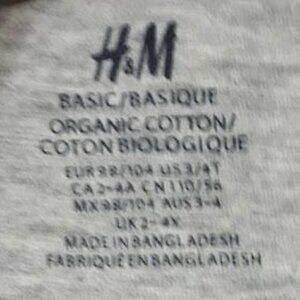 H&M
BASIC/BASIQUE
ORGANIC COTTON/
COTON BIOLOGIQUE
EUR 98/104 US 3/4T
CA 2-4A CN 110/56
MX 98/104 AUS 3-4
UK 2-4Y
MADE IN BANGLADESH
FABRIQUÉ EN BANGLADESH